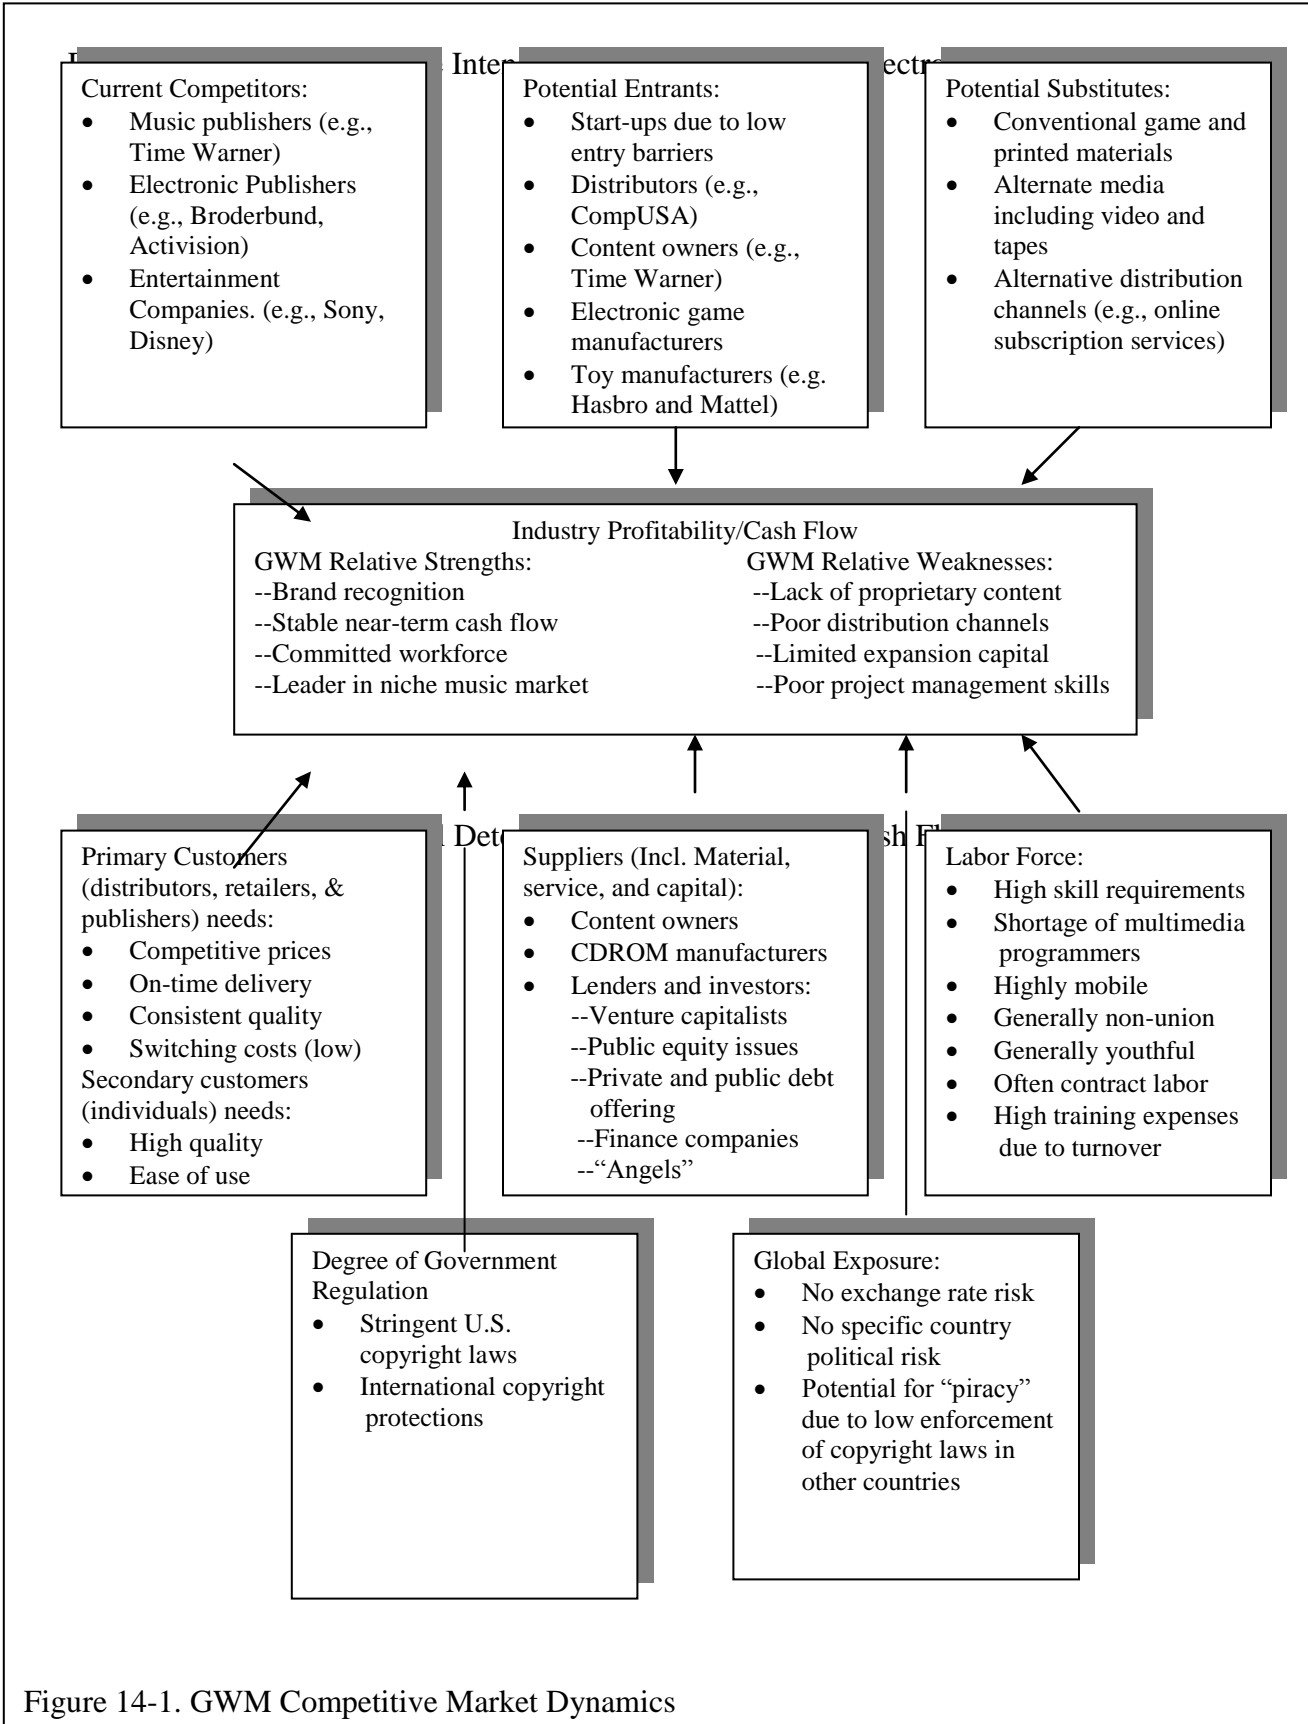 Inten
ectro
Current Competitors:
• Music publishers (e.g.,
Time Warner)
• Electronic Publishers
(e.g., Broderbund,
Activision)
• Entertainment
Companies. (e.g., Sony,
Disney)
Potential Entrants:
• Start-ups due to low
entry barriers
• Distributors (e.g.,
CompUSA)
• Content owners (e.g.,
Time Warner)
• Electronic game
manufacturers
• Toy manufacturers (e.g.
Hasbro and Mattel)
Potential Substitutes:
• Conventional game and
printed materials
• Alternate media
including video and
tapes
• Alternative distribution
channels (e.g., online
subscription services)
Industry Profitability/Cash Flow
GWM Relative Strengths:
--Brand recognition
--Stable near-term cash flow
--Committed workforce
--Leader in niche music market
GWM Relative Weaknesses:
--Lack of proprietary content
--Poor distribution channels
--Limited expansion capital
--Poor project management skills
Dete
sh F
Primary Customers
(distributors, retailers, &
publishers) needs:
• Competitive prices
• On-time delivery
• Consistent quality
• Switching costs (low)
Secondary customers
(individuals) needs:
• High quality
• Ease of use
Suppliers (Incl. Material,
service, and capital):
• Content owners
• CDROM manufacturers
• Lenders and investors:
--Venture capitalists
--Public equity issues
--Private and public debt
offering
--Finance companies
--“Angels”
Labor Force:
• High skill requirements
• Shortage of multimedia
programmers
• Highly mobile
• Generally non-union
• Generally youthful
• Often contract labor
• High training expenses
due to turnover
Degree of Government
Regulation
• Stringent U.S.
copyright laws
• International copyright
protections
Global Exposure:
• No exchange rate risk
• No specific country
political risk
• Potential for “piracy”
due to low enforcement
of copyright laws in
other countries
Figure 14-1. GWM Competitive Market Dynamics